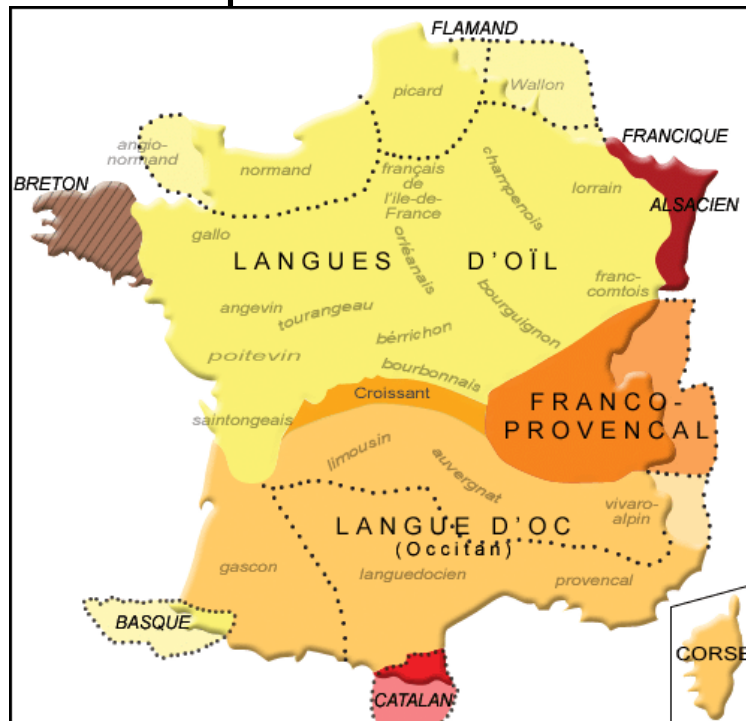 FLAMAND
picard
Wallon
anglo-
normand
normand
français
de
l'ile-de-
France
champenois
FRANCIQUE
lorrain
ALSACIEN
BRETON
gallo
LANGUES D'OÏL
orléanais
franc-
comtois
angevin
tourangeau
bourguignon
bérrichon
poitevin
bourbonnais
Croissant
saintongeais
FRANCO-
PROVENCAL
limousin
auvergnat
vivaro-
alpin
LANGUE D'OC
(Occitan)
gascon
languedocien
provencal
BASQUE
CORSE
CATALAN